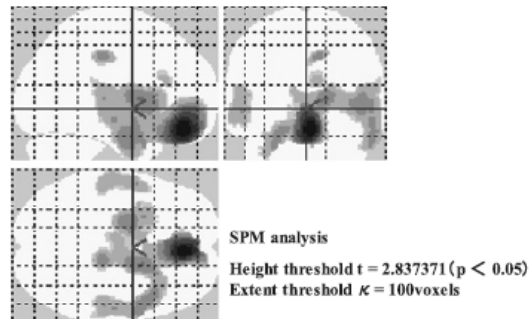 SPM analysis
Height threshold t = 2.837371(p < 0.05)
Extent threshold κ = 100voxels